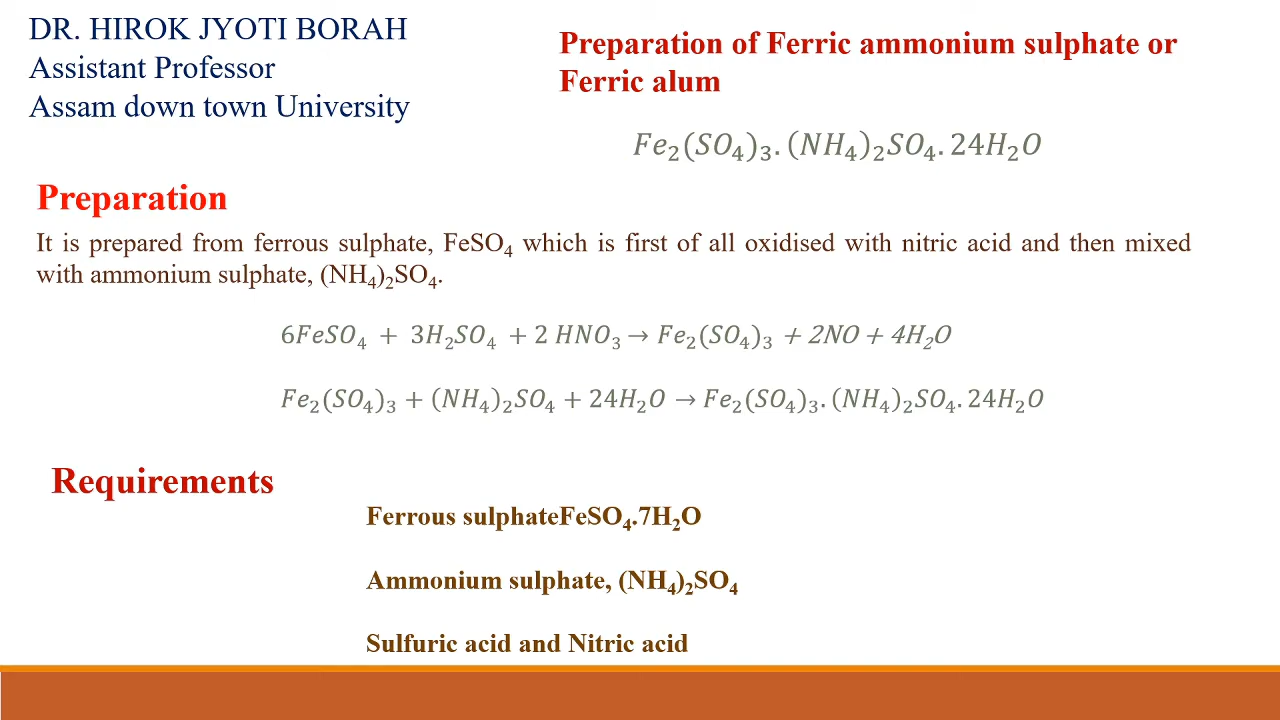 DR. HIROK JYOTI BORAH
Assistant Professor
Assam down town University
Preparation of Ferric ammonium sulphate or
Ferric alum
Fe₂(SO₄)₃.(NH₄)₂SO₄.24H₂O
Preparation
It is prepared from ferrous sulphate, FeSO₄ which is first of all oxidised with nitric acid and then mixed
with ammonium sulphate, (NH₄)₂SO₄.
6FeSO₄ + 3H₂SO₄ + 2 HNO₃ → Fe₂(SO₄)₃ + 2NO + 4H₂O
Fe₂(SO₄)₃ + (NH₄)₂SO₄ + 24H₂O → Fe₂(SO₄)₃.(NH₄)₂SO₄.24H₂O
Requirements
Ferrous sulphateFeSO₄.7H₂O
Ammonium sulphate, (NH₄)₂SO₄
Sulfuric acid and Nitric acid